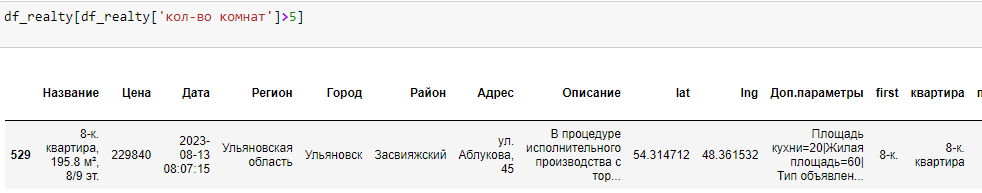 df_realty[df_realty['кол-во комнат']>5]
Название Цена Дата Регион Город Район Адрес Описание lat lng Доп.параметры first квартира
529 8-к. квартира, 195.8 м², 8/9 эт. 229840 2023-08-13 08:07:15 Ульяновская область Ульяновск Засвияжский ул. Аблукова, 45 В процедуре исполнительного производства с тор... 54.314712 48.361532 Площадь кухни=20|Жилая площадь=60|Тип объявлен... 8-к. 8-к. квартира